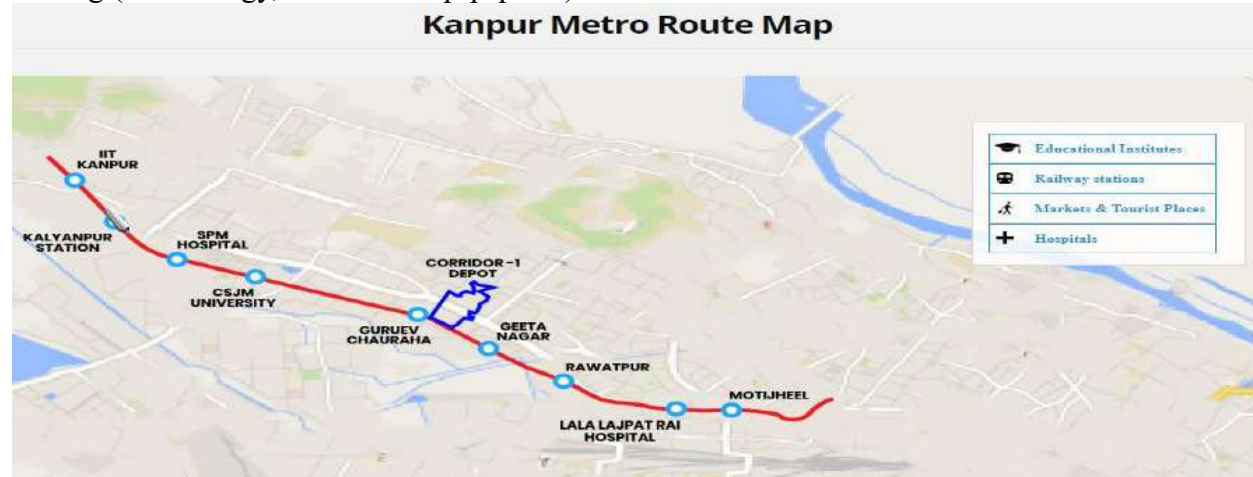 Kanpur Metro Route Map
IIT
KANPUR
KALYANPUR
STATION
SPM
HOSPITAL
CSJM
UNIVERSITY
CORRIDOR-1
DEPOT
GURUEV
CHAURAHA
GEETA
NAGAR
RAWATPUR
LALA LAJPAT RAI
HOSPITAL
MOTIJHEEL
Educational Institutes
Railway stations
Markets & Tourist Places
Hospitals